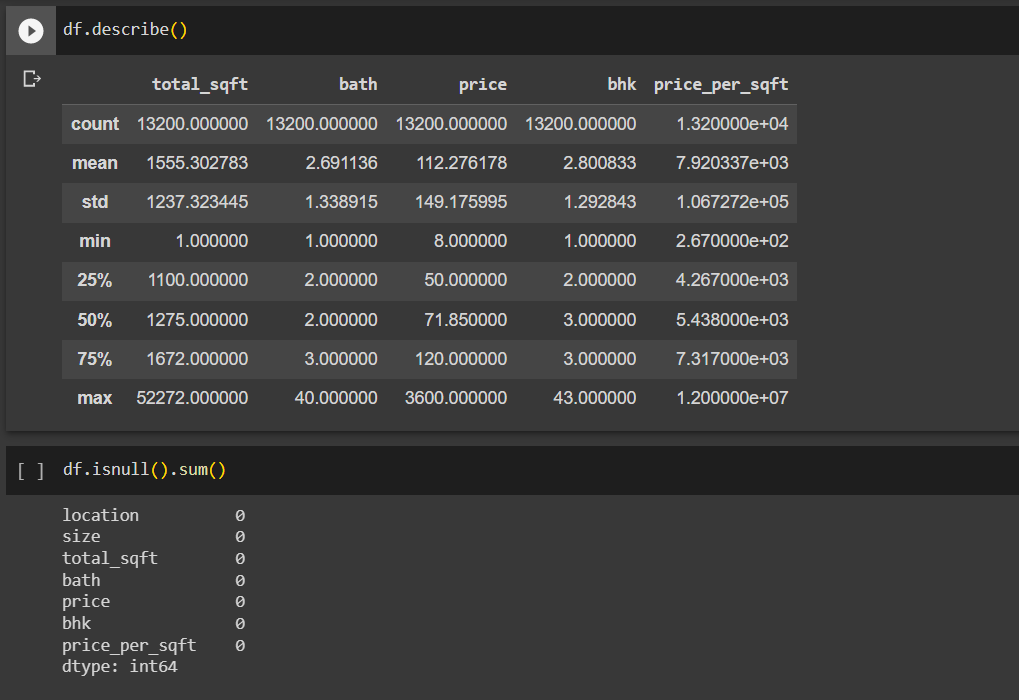 df.describe()
total_sqft bath price bhk price_per_sqft
count 13200.000000 13200.000000 13200.000000 13200.000000 1.320000e+04
mean 1555.302783 2.691136 112.276178 2.800833 7.920337e+03
std 1237.323445 1.338915 149.175995 1.292843 1.067272e+05
min 1.000000 1.000000 8.000000 1.000000 2.670000e+02
25% 1100.000000 2.000000 50.000000 2.000000 4.267000e+03
50% 1275.000000 2.000000 71.850000 3.000000 5.438000e+03
75% 1672.000000 3.000000 120.000000 3.000000 7.317000e+03
max 52272.000000 40.000000 3600.000000 43.000000 1.200000e+07
[ ] df.isnull().sum()
location 0
size 0
total_sqft 0
bath 0
price 0
bhk 0
price_per_sqft 0
dtype: int64